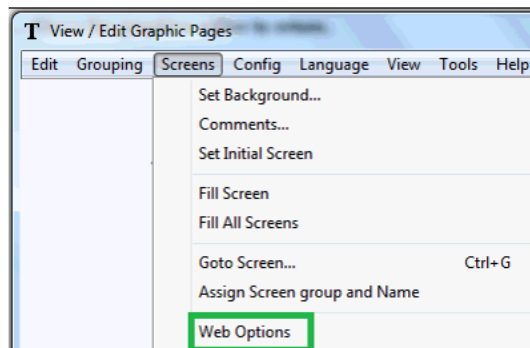 T View / Edit Graphic Pages
Edit Grouping Screens Config Language View Tools Help
Set Background...
Comments...
Set Initial Screen
Fill Screen
Fill All Screens
Goto Screen... Ctrl+G
Assign Screen group and Name
Web Options